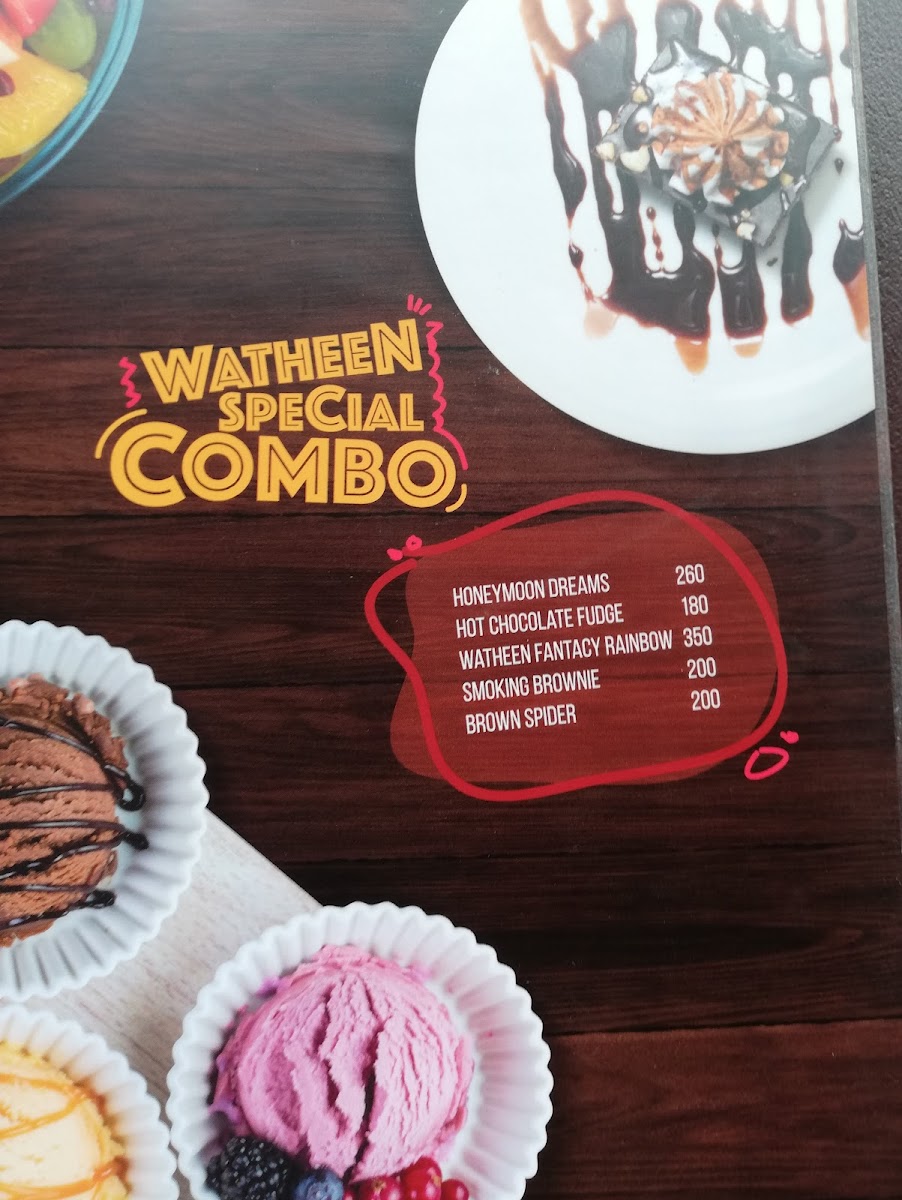 WATHEEN
SPECIAL
COMBO
HONEYMOON DREAMS 260
HOT CHOCOLATE FUDGE 180
WATHEEN FANTACY RAINBOW 350
SMOKING BROWNIE 200
BROWN SPIDER 200